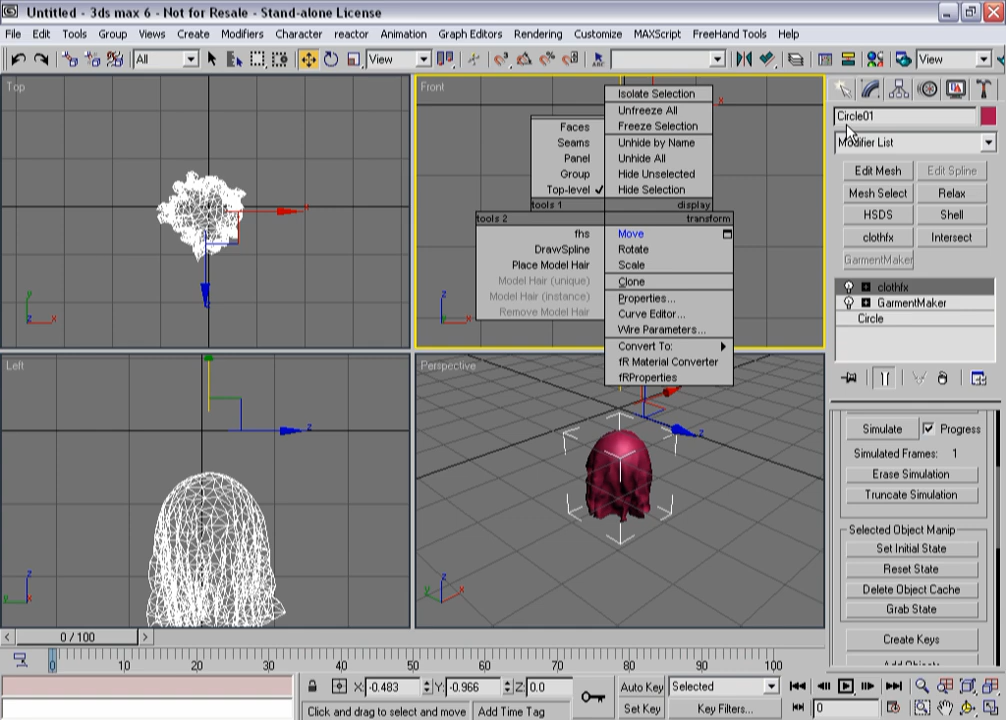 Untitled - 3ds max 6 - Not for Resale - Stand-alone License
File Edit Tools Group Views Create Modifiers Character reactor Animation Graph Editors Rendering Customize MAXScript FreeHand Tools Help
All View View
Top
Front
Left
Perspective
Isolate Selection
Unfreeze All
Freeze Selection
Unhide by Name
Unhide All
Hide Unselected
Hide Selection
display
transform
Faces
Seams
Panel
Group
Top-level
tools 1
tools 2
fhs
DrawSpline
Place Model Hair
Model Hair (unique)
Model Hair (instance)
Remove Model Hair
Move
Rotate
Scale
Clone
Properties...
Curve Editor...
Wire Parameters...
Convert To:
fR Material Converter
fRProperties
Circle01
Modifier List
Edit Mesh Edit Spline
Mesh Select Relax
HSDS Shell
clothfx Intersect
GarmentMaker
clothfx
GarmentMaker
Circle
Simulate Progress
Simulated Frames: 1
Erase Simulation
Truncate Simulation
Selected Object Manip
Set Initial State
Reset State
Delete Object Cache
Grab State
Create Keys
Add Objects
0 / 100
0 10 20 30 40 50 60 70 80 90 100
X: -0.483 Y: -0.966 Z: 0.0
Auto Key Selected
Click and drag to select and move Add Time Tag
Set Key Key Filters... 0